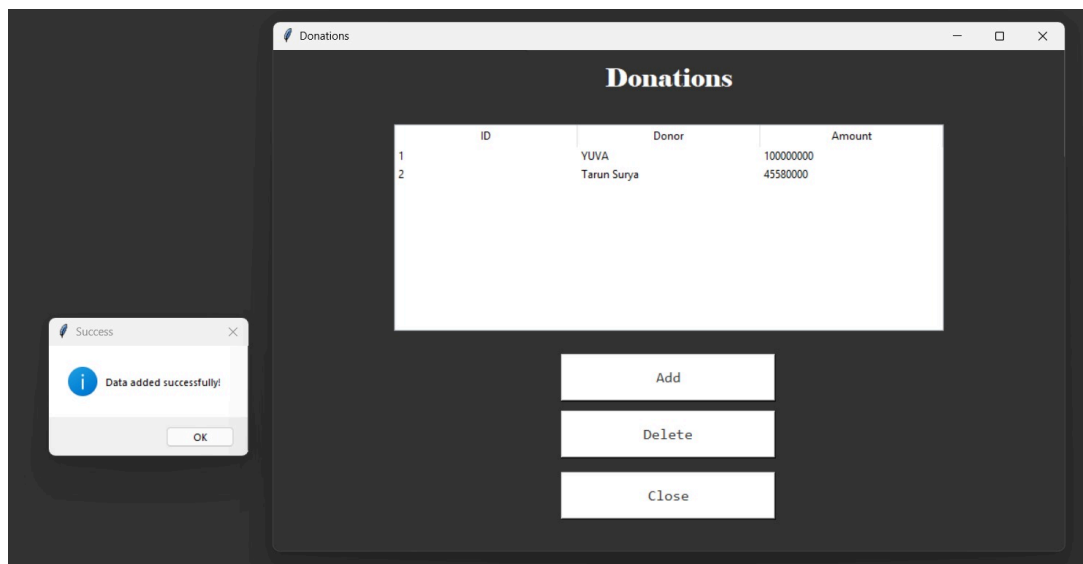 Donations
Donations
ID Donor Amount
1 YUVA 100000000
2 Tarun Surya 45580000
Success
Data added successfully!
OK
Add
Delete
Close